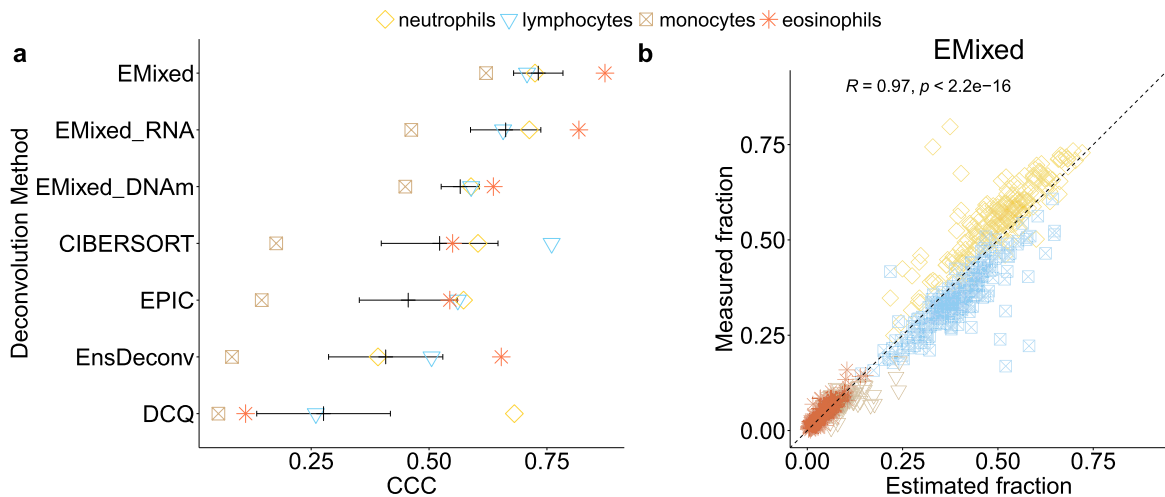 neutrophils lymphocytes monocytes eosinophils
a
Deconvolution Method
EMixed
EMixed_RNA
EMixed_DNAm
CIBERSORT
EPIC
EnsDeconv
DCQ
0.25 0.50 0.75
CCC
b
EMixed
R = 0.97, p < 2.2e−16
Measured fraction
0.75
0.50
0.25
0.00
0.00 0.25 0.50 0.75
Estimated fraction